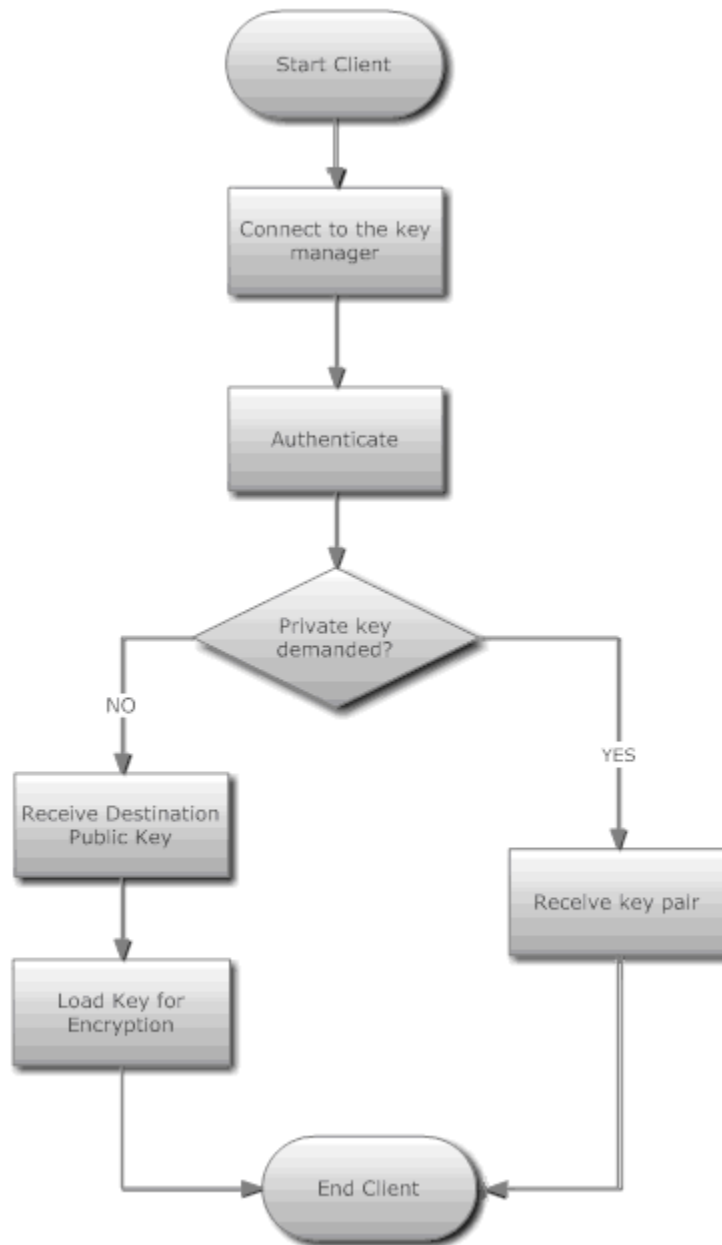 Start Client
Connect to the key
manager
Authenticate
Private key
demanded?
NO
YES
Receive Destination
Public Key
Receive key pair
Load Key for
Encryption
End Client